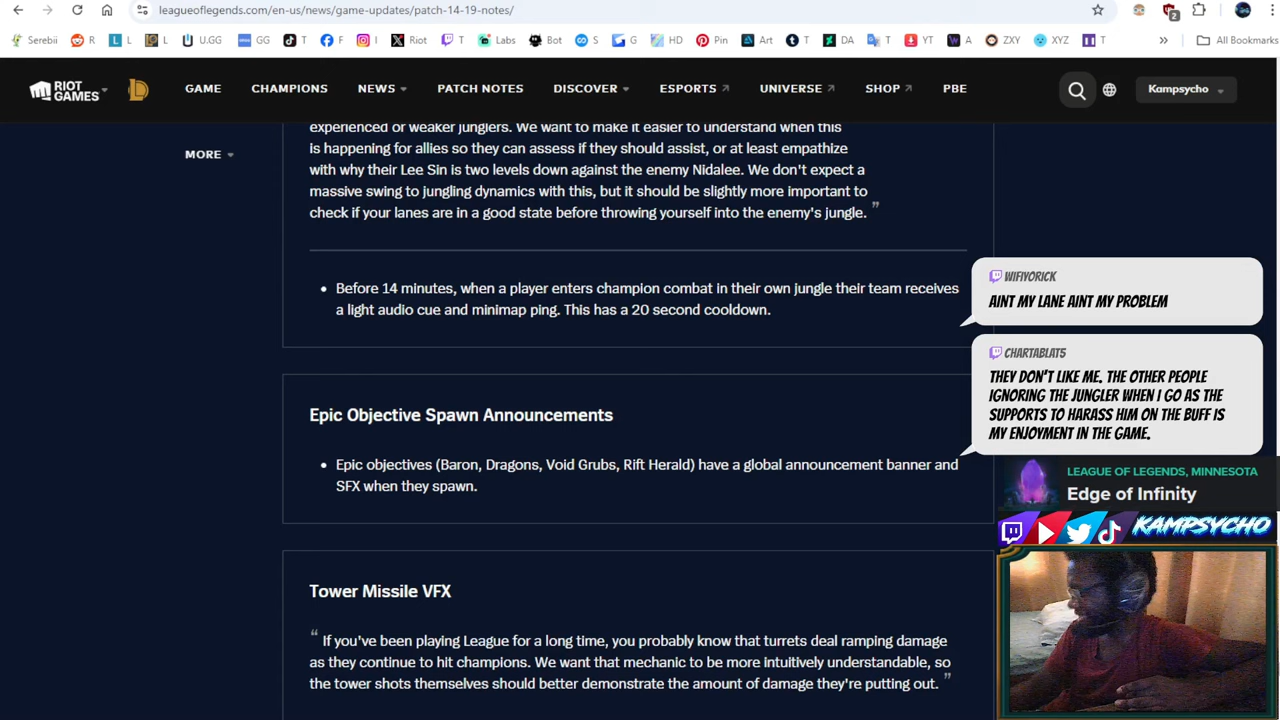 leagueoflegends.com/en-us/news/game-updates/patch-14-19-notes/
2
Serebii R L L U.GG GG T F I Riot T Labs Bot S G HD Pin Art T DA T YT A ZXY XYZ T » All Bookmarks
RIOT GAMES GAME CHAMPIONS NEWS PATCH NOTES DISCOVER ESPORTS UNIVERSE SHOP PBE Kampsycho
MORE
experienced or weaker junglers. We want to make it easier to understand when this
is happening for allies so they can assess if they should assist, or at least empathize
with why their Lee Sin is two levels down against the enemy Nidalee. We don't expect a
massive swing to jungling dynamics with this, but it should be slightly more important to
check if your lanes are in a good state before throwing yourself into the enemy's jungle. ”
• Before 14 minutes, when a player enters champion combat in their own jungle their team receives
a light audio cue and minimap ping. This has a 20 second cooldown.
Epic Objective Spawn Announcements
• Epic objectives (Baron, Dragons, Void Grubs, Rift Herald) have a global announcement banner and
SFX when they spawn.
Tower Missile VFX
“ If you've been playing League for a long time, you probably know that turrets deal ramping damage
as they continue to hit champions. We want that mechanic to be more intuitively understandable, so
the tower shots themselves should better demonstrate the amount of damage they're putting out. ”
WIFIYORICK
AINT MY LANE AINT MY PROBLEM
CHARTABLAT5
THEY DON'T LIKE ME. THE OTHER PEOPLE
IGNORING THE JUNGLER WHEN I GO AS THE
SUPPORTS TO HARASS HIM ON THE BUFF IS
MY ENJOYMENT IN THE GAME.
LEAGUE OF LEGENDS, MINNESOTA
Edge of Infinity
KAMPSYCHO